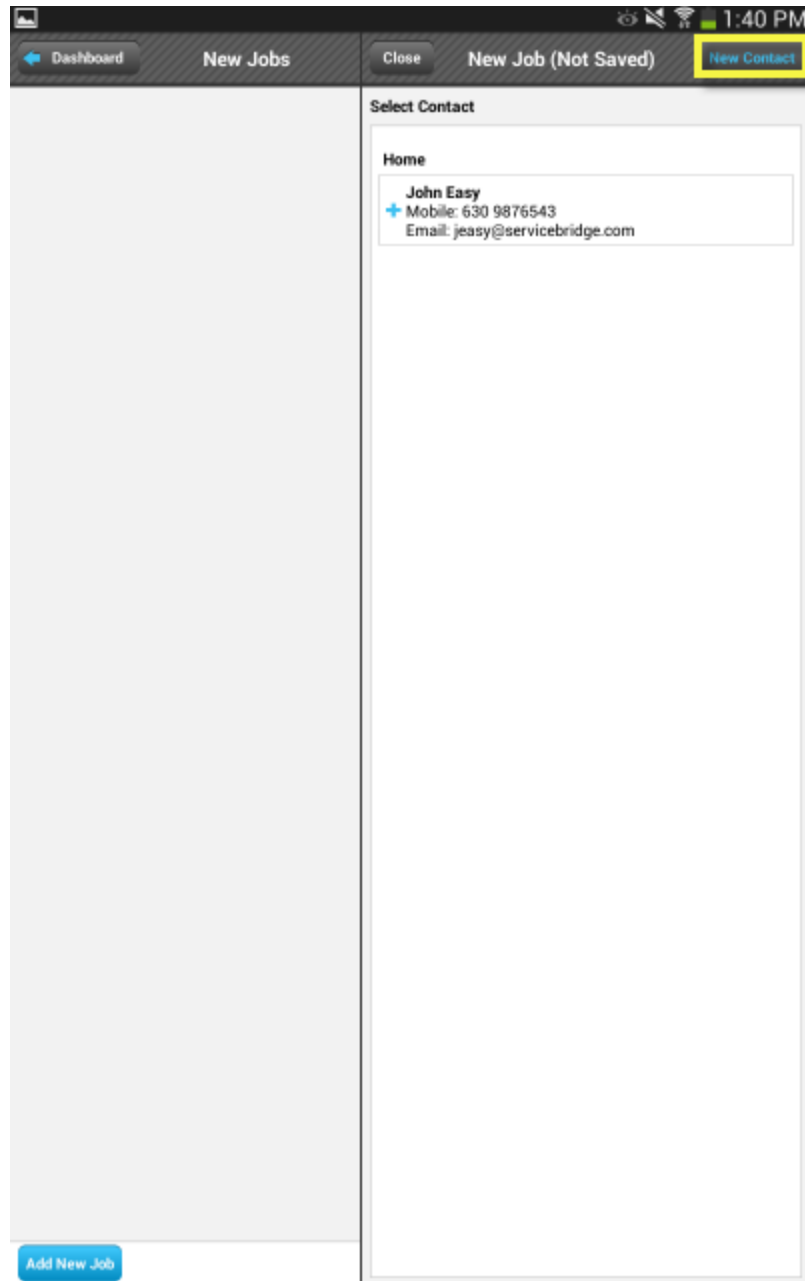 1:40 PM
Dashboard
New Jobs
Close
New Job (Not Saved)
New Contact
Select Contact
Home
John Easy
Mobile: 630 9876543
Email: jeasy@servicebridge.com
Add New Job